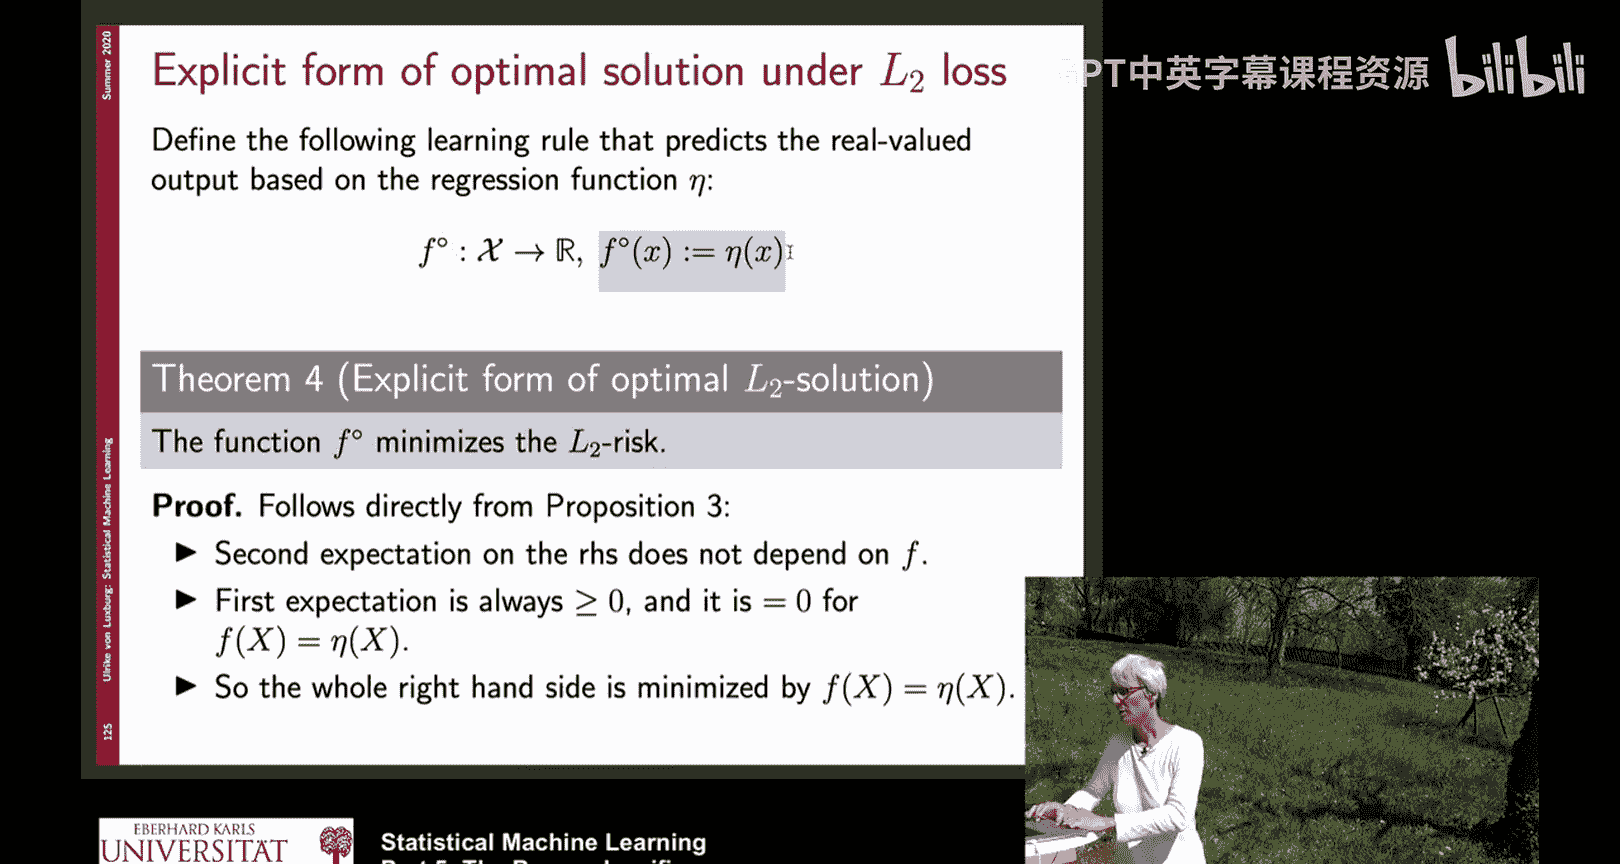 Summer 2020
Explicit form of optimal solution under L₂ loss
Define the following learning rule that predicts the real-valued
output based on the regression function η:
f° : 𝒳 → ℝ, f°(x) := η(x)
Theorem 4 (Explicit form of optimal L₂-solution)
The function f° minimizes the L₂-risk.
Proof. Follows directly from Proposition 3:
▶ Second expectation on the rhs does not depend on f.
▶ First expectation is always ≥ 0, and it is = 0 for
f(X) = η(X).
▶ So the whole right hand side is minimized by f(X) = η(X).
Ulrike von Luxburg: Statistical Machine Learning
125
PT中英字幕课程资源
bilibili
EBERHARD KARLS
UNIVERSITÄT
Statistical Machine Learning